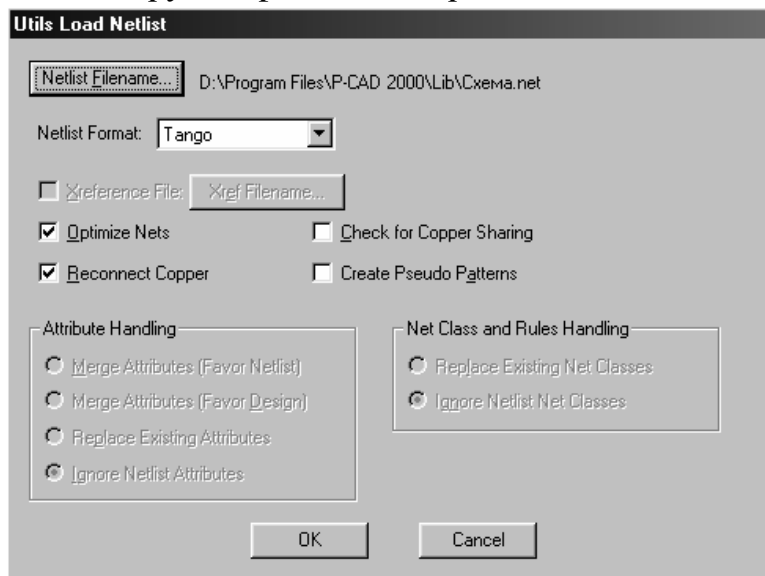 Utils Load Netlist
Netlist Filename... D:\Program Files\P-CAD 2000\Lib\Схема.net
Netlist Format: Tango
Xreference File: Xref Filename...
Optimize Nets Check for Copper Sharing
Reconnect Copper Create Pseudo Patterns
Attribute Handling Net Class and Rules Handling
Merge Attributes (Favor Netlist) Replace Existing Net Classes
Merge Attributes (Favor Design) Ignore Netlist Net Classes
Replace Existing Attributes
Ignore Netlist Attributes
OK Cancel